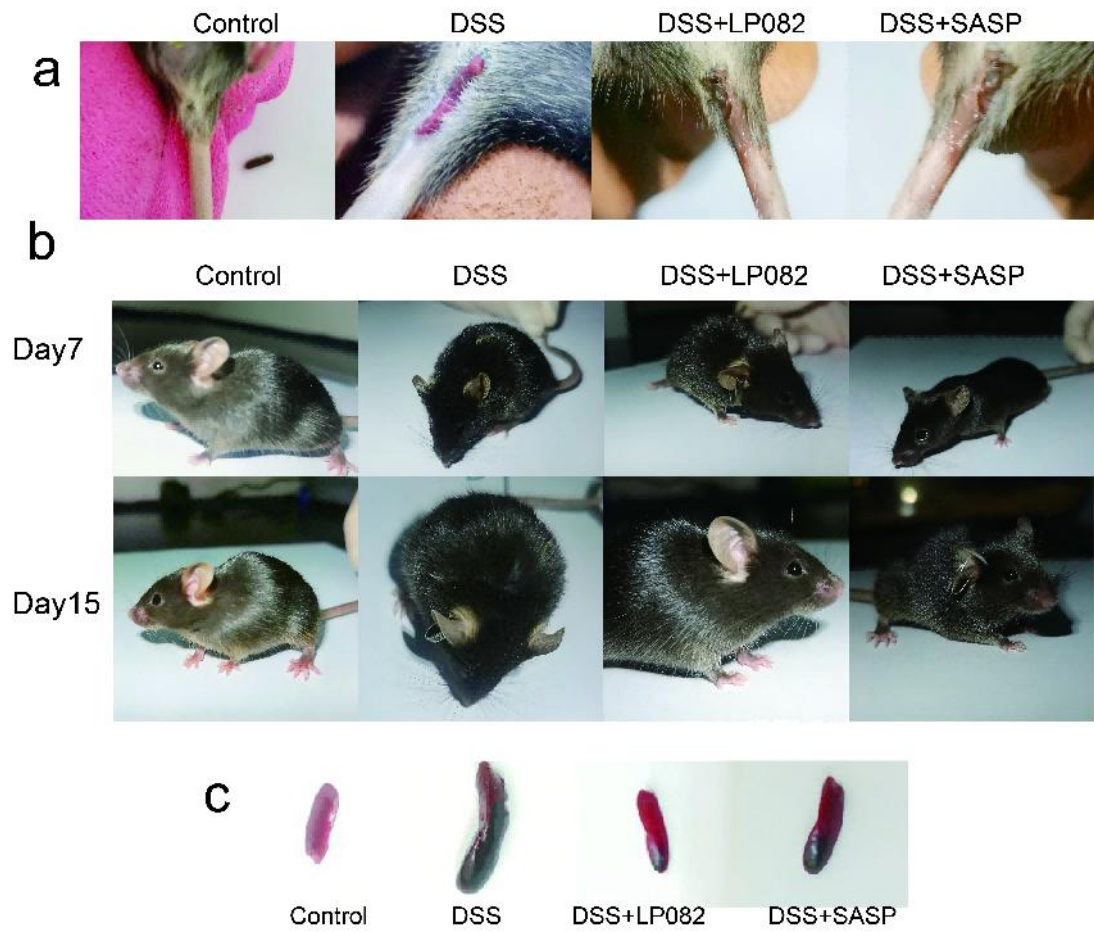 Control DSS DSS+LP082 DSS+SASP
a
b
Control DSS DSS+LP082 DSS+SASP
Day7
Day15
c
Control DSS DSS+LP082 DSS+SASP